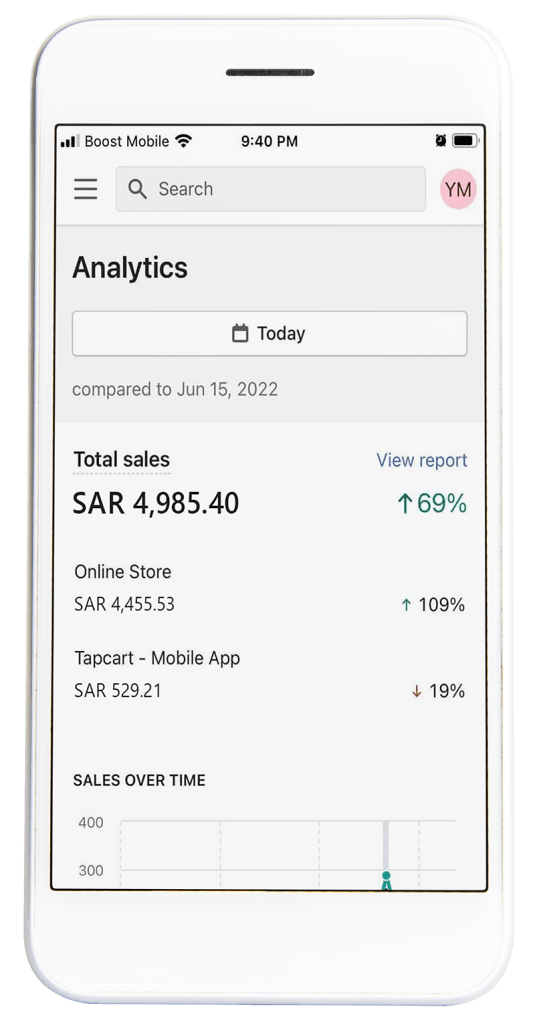 Boost Mobile 9:40 PM
Search YM
Analytics
Today
compared to Jun 15, 2022
Total sales View report
SAR 4,985.40 ↑69%
Online Store
SAR 4,455.53 ↑ 109%
Tapcart - Mobile App
SAR 529.21 ↓ 19%
SALES OVER TIME
400
300